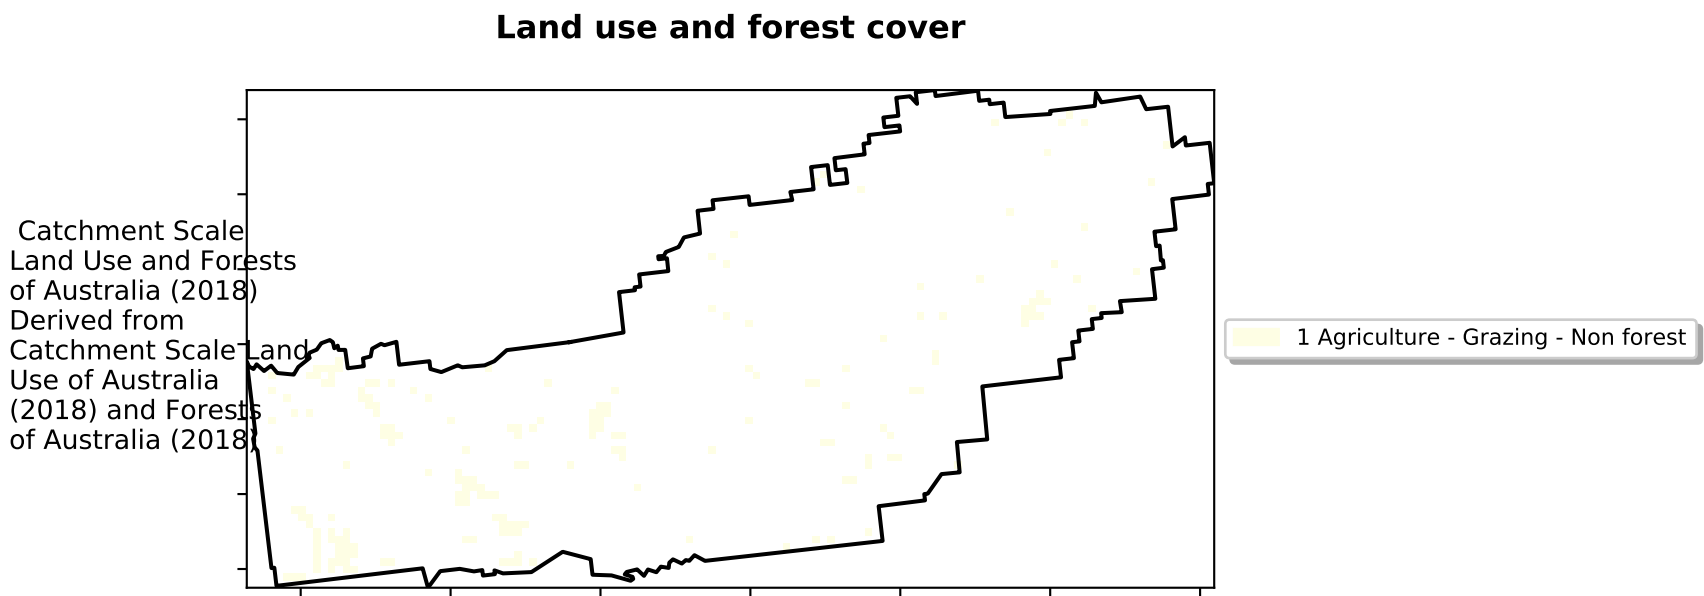 Land use and forest cover
Catchment Scale
Land Use and Forests
of Australia (2018)
Derived from
Catchment Scale Land
Use of Australia
(2018) and Forests
of Australia (2018)
1 Agriculture - Grazing - Non forest